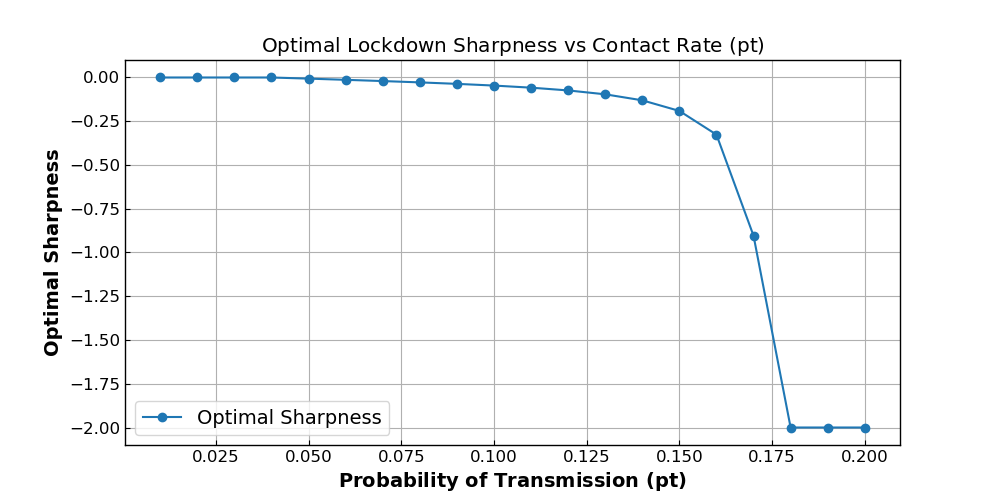 Optimal Lockdown Sharpness vs Contact Rate (pt)
Optimal Sharpness
0.00
−0.25
−0.50
−0.75
−1.00
−1.25
−1.50
−1.75
−2.00
Optimal Sharpness
0.025 0.050 0.075 0.100 0.125 0.150 0.175 0.200
Probability of Transmission (pt)